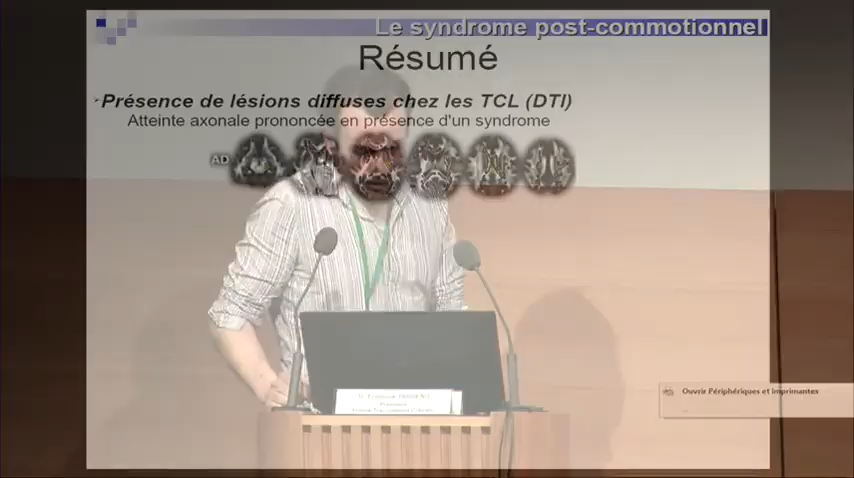 Le syndrome post-commotionnel
Résumé
Présence de lésions diffuses chez les TCL (DTI)
Atteinte axonale prononcée en présence d'un syndrome
AD
Ouvrir Périphériques et imprimantes